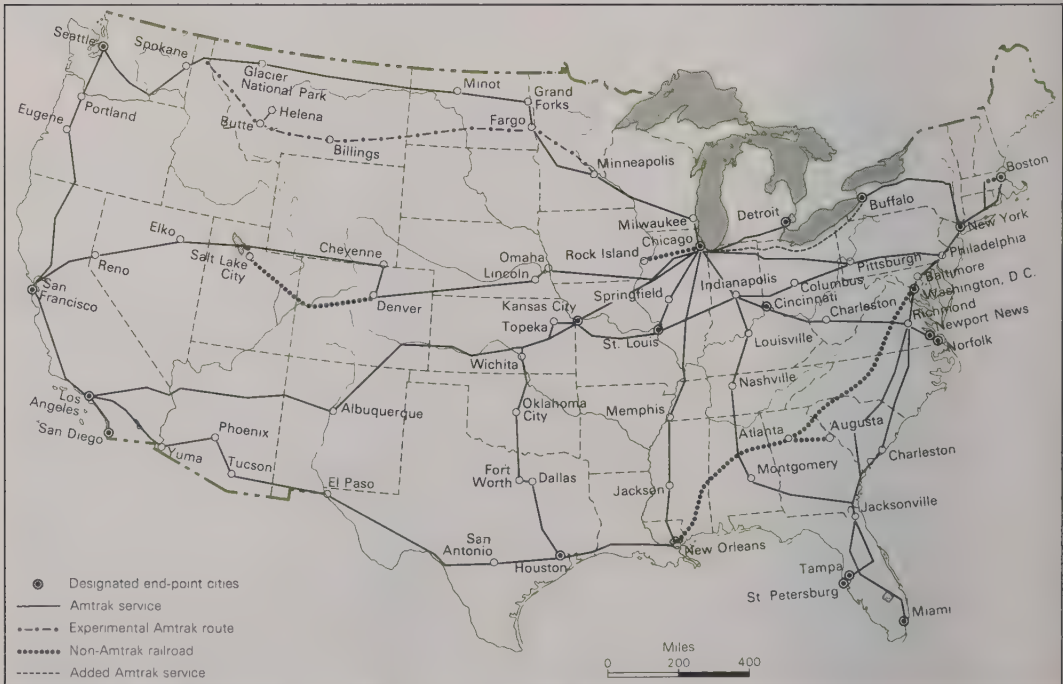 Seattle
Spokane
Glacier
National Park
Minot
Grand
Forks
Portland
Eugene
Helena
Butte
Fargo
Billings
Minneapolis
Boston
Buffalo
Milwaukee
Detroit
New York
Elko
Cheyenne
Omaha
Rock Island
Chicago
Philadelphia
Reno
Salt Lake
City
Lincoln
Pittsburgh
Baltimore
San
Francisco
Denver
Springfield
Indianapolis
Columbus
Cincinnati
Washington, D C.
Kansas City
Charleston
Richmond
Topeka
St. Louis
Newport News
Louisville
Norfolk
Wichita
Nashville
Los
Angeles
Albuquerque
Oklahoma
City
Memphis
San Diego
Phoenix
Atlanta
Augusta
Yuma
Tucson
Fort
Worth
Dallas
Montgomery
Charleston
El Paso
Jackson
Jacksonville
San
Antonio
Houston
New Orleans
Tampa
St Petersburg
Miami
Designated end-point cities
Amtrak service
Experimental Amtrak route
Non-Amtrak railroad
Added Amtrak service
Miles
0 200 400